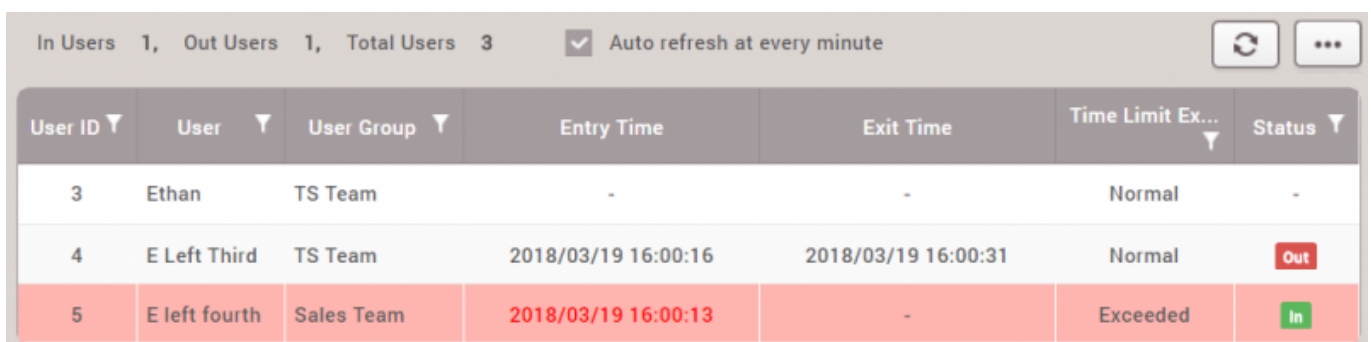 In Users 1, Out Users 1, Total Users 3 Auto refresh at every minute
User ID User User Group Entry Time Exit Time Time Limit Ex... Status
3 Ethan TS Team - - Normal -
4 E Left Third TS Team 2018/03/19 16:00:16 2018/03/19 16:00:31 Normal Out
5 E left fourth Sales Team 2018/03/19 16:00:13 - Exceeded In